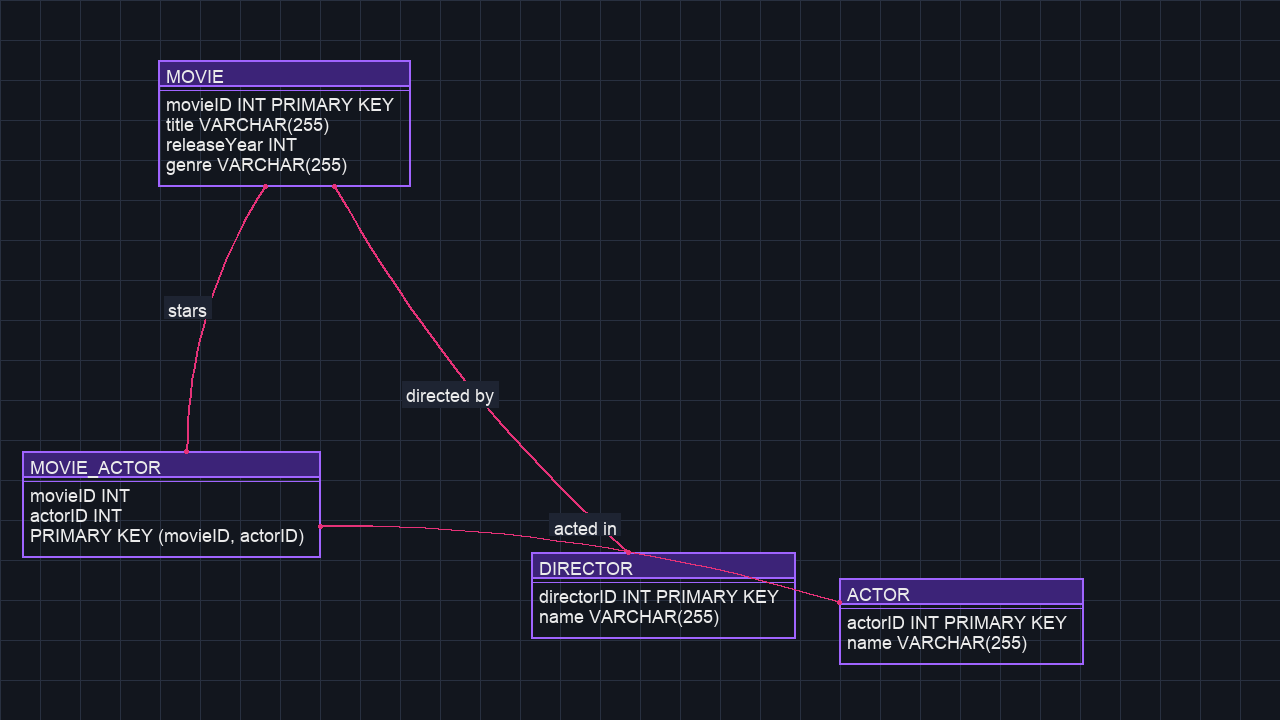 MOVIE
movieID INT PRIMARY KEY
title VARCHAR(255)
releaseYear INT
genre VARCHAR(255)
stars
directed by
MOVIE_ACTOR
movieID INT
actorID INT
PRIMARY KEY (movieID, actorID)
acted in
DIRECTOR
directorID INT PRIMARY KEY
name VARCHAR(255)
ACTOR
actorID INT PRIMARY KEY
name VARCHAR(255)